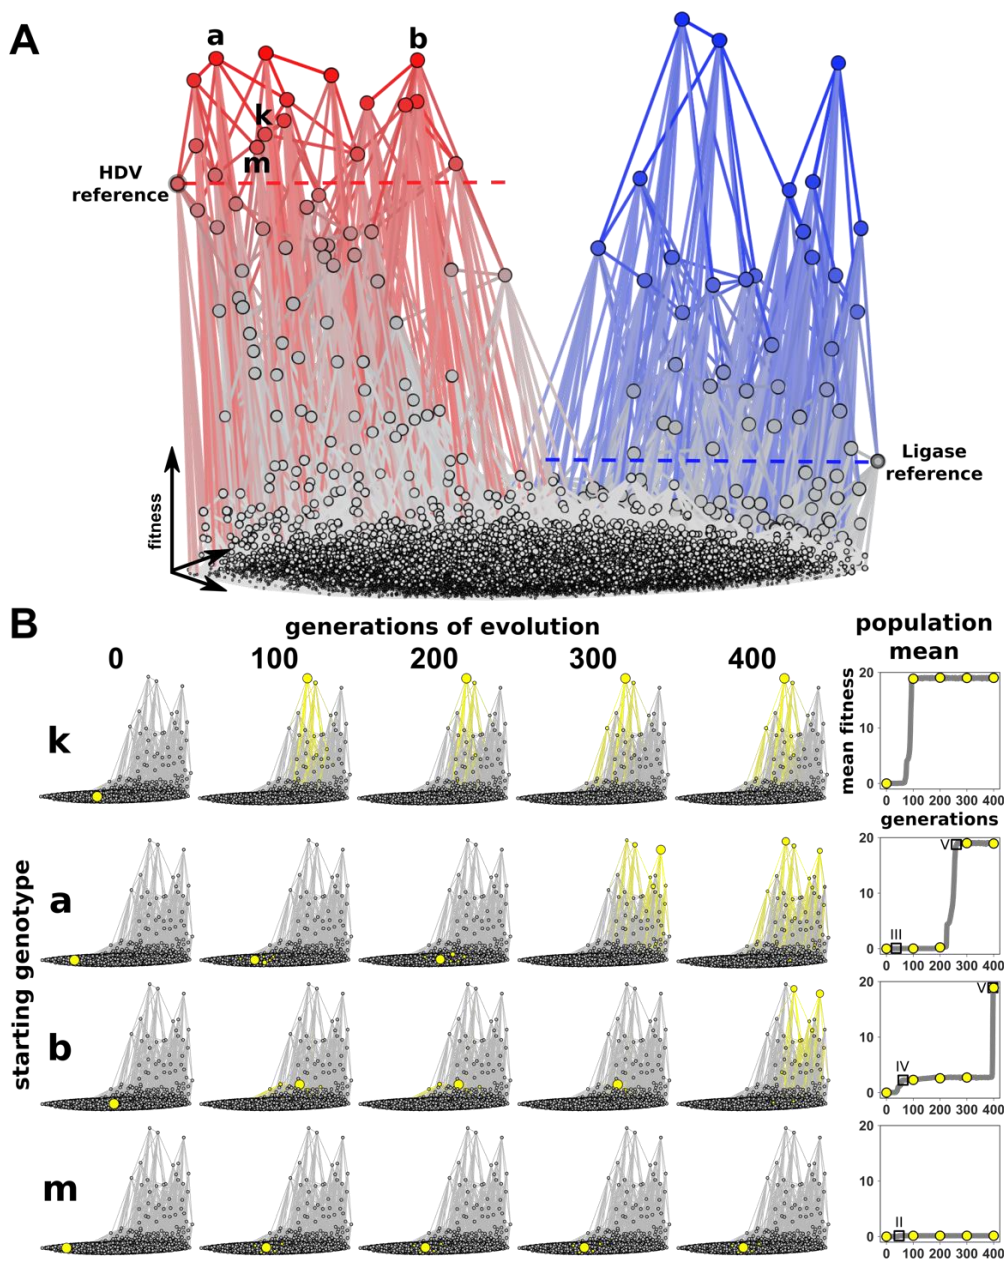 A
a
b
k
m
HDV
reference
Ligase
reference
fitness
B
generations of evolution
population
mean
0
100
200
300
400
starting genotype
k
a
b
m
mean fitness
20
10
0
0 100 200 300 400
generations
20
10
0
III
V
0 100 200 300 400
20
10
0
IV
V
0 100 200 300 400
20
10
0
II
0 100 200 300 400